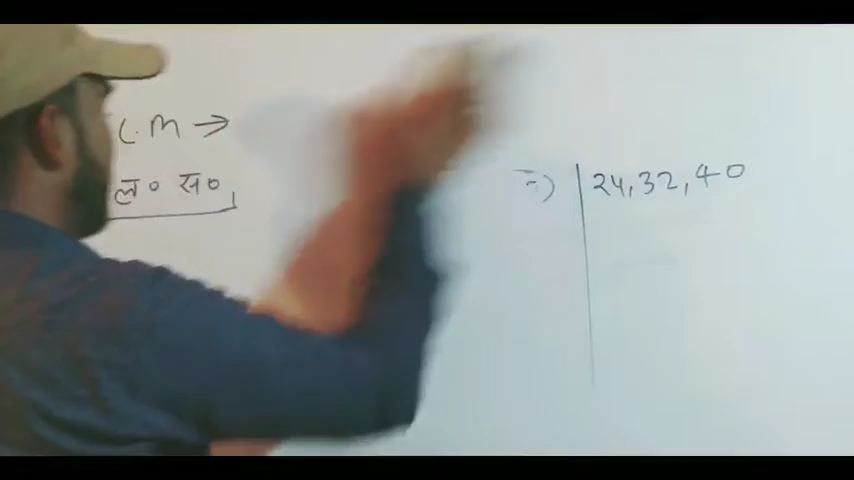 C.M →
ल० स०
=) 24, 32, 40